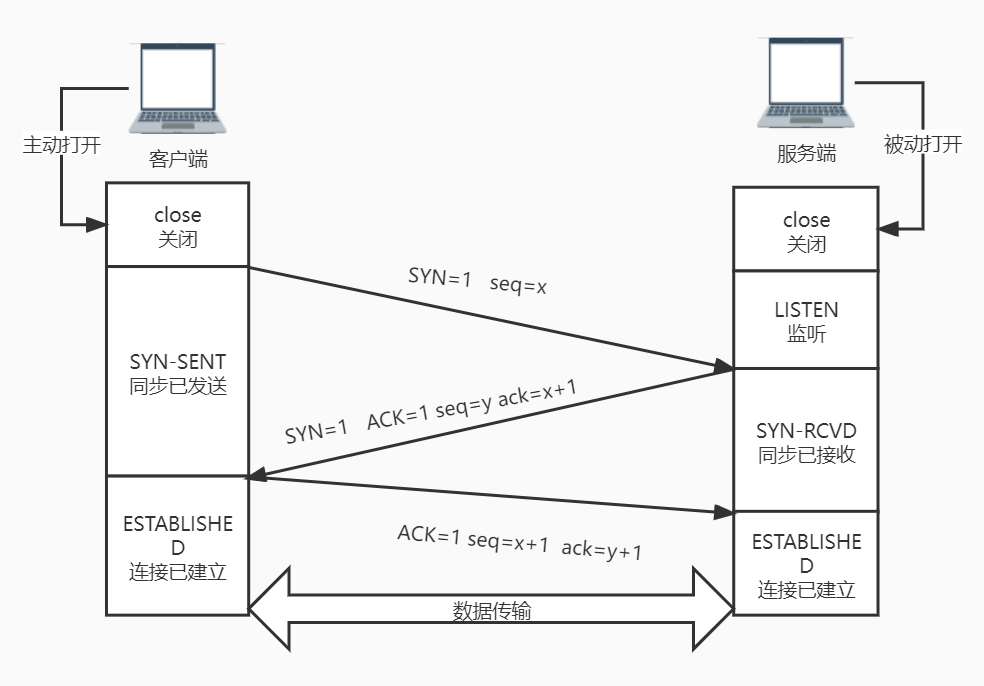 主动打开
客户端
服务端
被动打开
close
关闭
close
关闭
SYN=1 seq=x
LISTEN
监听
SYN-SENT
同步已发送
SYN=1 ACK=1 seq=y ack=x+1
SYN-RCVD
同步已接收
ACK=1 seq=x+1 ack=y+1
ESTABLISHE
D
连接已建立
ESTABLISHE
D
连接已建立
数据传输